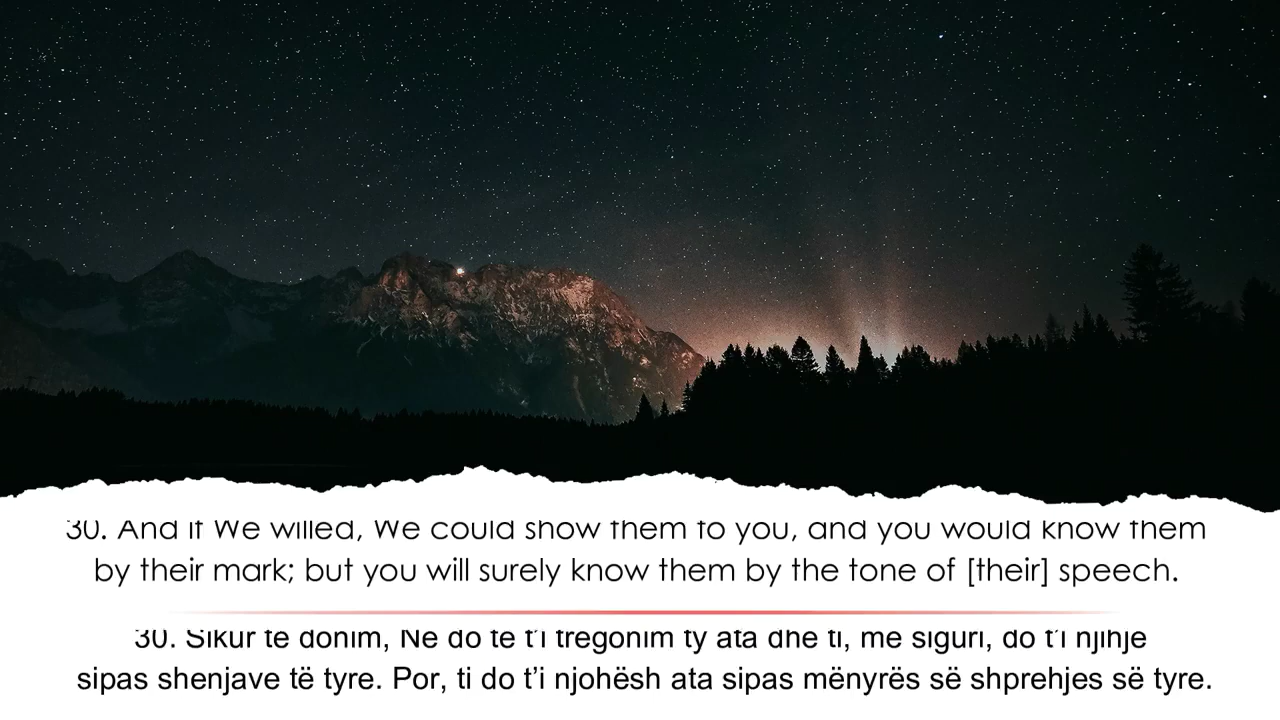 30. And if We willed, We could show them to you, and you would know them
by their mark; but you will surely know them by the tone of [their] speech.
30. Sikur të donim, Ne do të t’i tregonim ty ata dhe ti, me siguri, do t’i njihje
sipas shenjave të tyre. Por, ti do t’i njohësh ata sipas mënyrës së shprehjes së tyre.